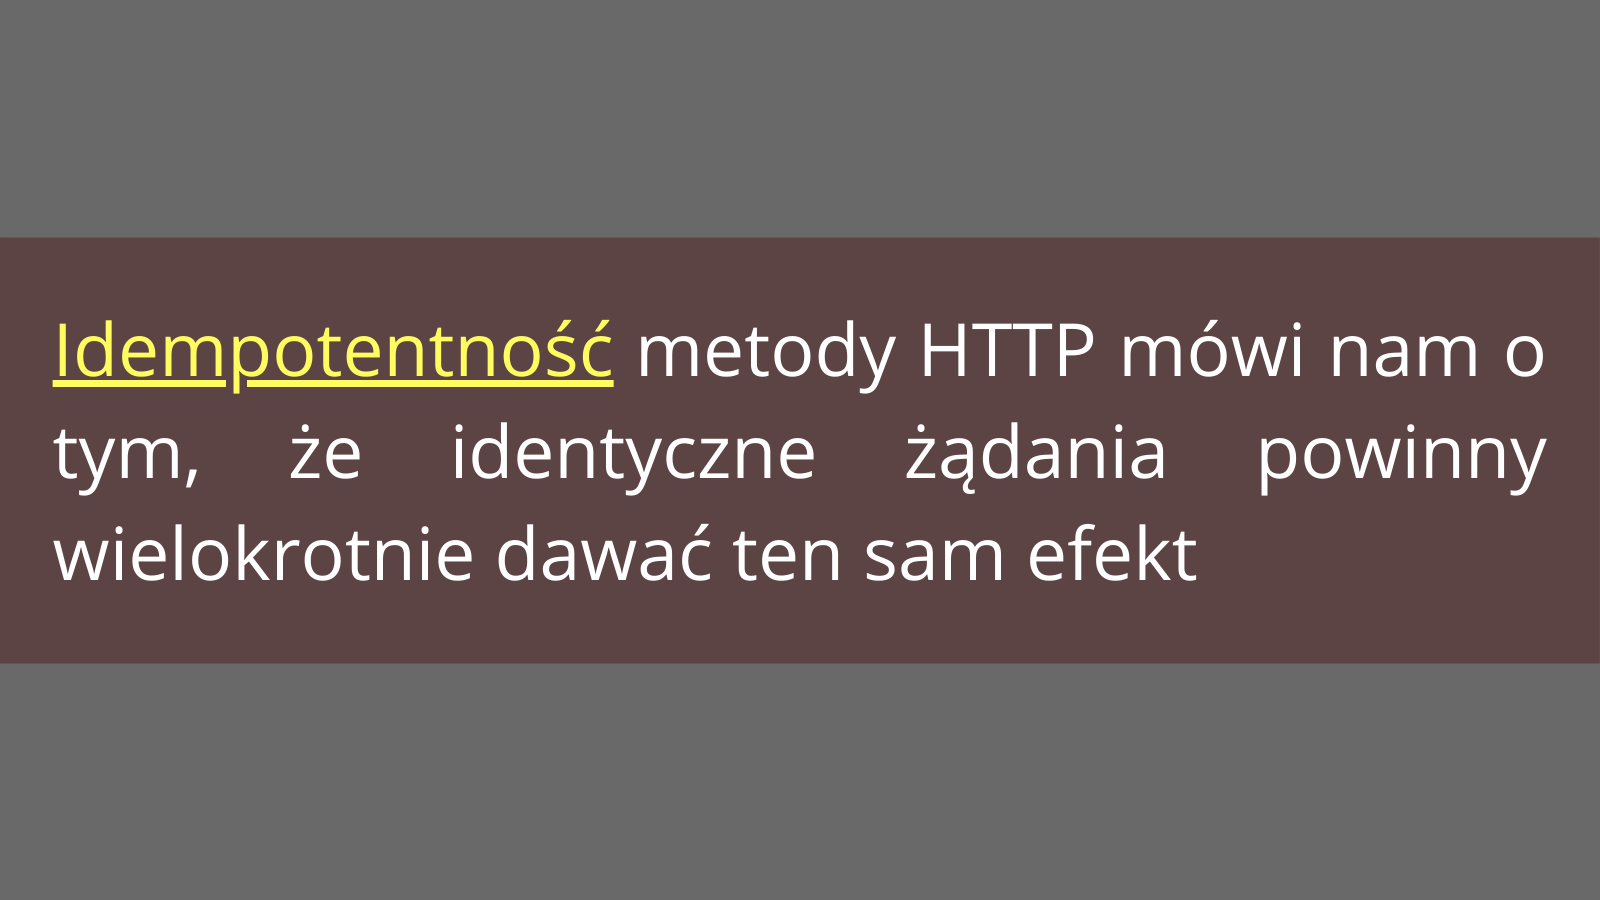 Idempotentność metody HTTP mówi nam o
tym, że identyczne żądania powinny
wielokrotnie dawać ten sam efekt